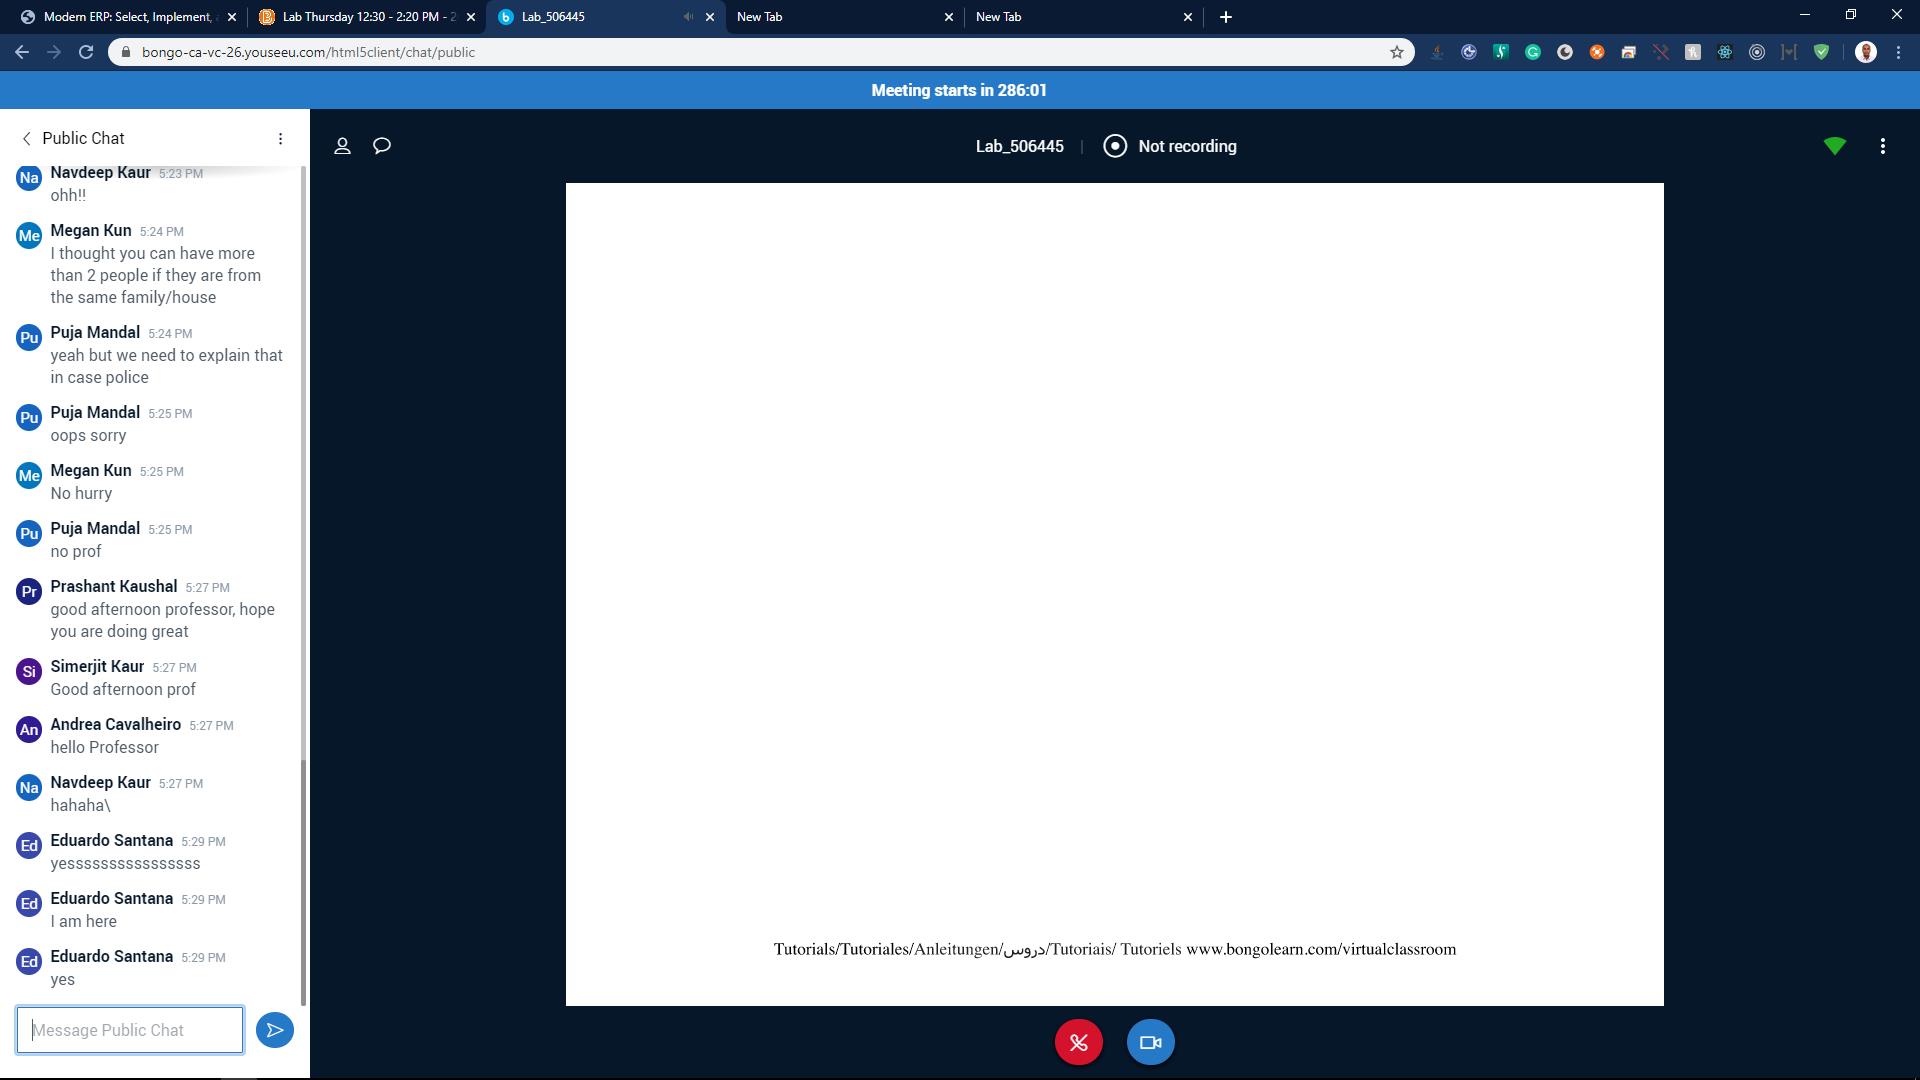 Modern ERP: Select, Implement,
Lab Thursday 12:30 - 2:20 PM - 2
Lab_506445
New Tab
New Tab
bongo-ca-vc-26.youseeu.com/html5client/chat/public
Meeting starts in 286:01
Public Chat
Lab_506445 | Not recording
Na Navdeep Kaur 5:23 PM
ohh!!
Me Megan Kun 5:24 PM
I thought you can have more
than 2 people if they are from
the same family/house
Pu Puja Mandal 5:24 PM
yeah but we need to explain that
in case police
Pu Puja Mandal 5:25 PM
oops sorry
Me Megan Kun 5:25 PM
No hurry
Pu Puja Mandal 5:25 PM
no prof
Pr Prashant Kaushal 5:27 PM
good afternoon professor, hope
you are doing great
Si Simerjit Kaur 5:27 PM
Good afternoon prof
An Andrea Cavalheiro 5:27 PM
hello Professor
Na Navdeep Kaur 5:27 PM
hahaha\
Ed Eduardo Santana 5:29 PM
yessssssssssssssss
Ed Eduardo Santana 5:29 PM
I am here
Ed Eduardo Santana 5:29 PM
yes
Message Public Chat
Tutorials/Tutoriales/Anleitungen/دروس/Tutoriais/ Tutoriels www.bongolearn.com/virtualclassroom